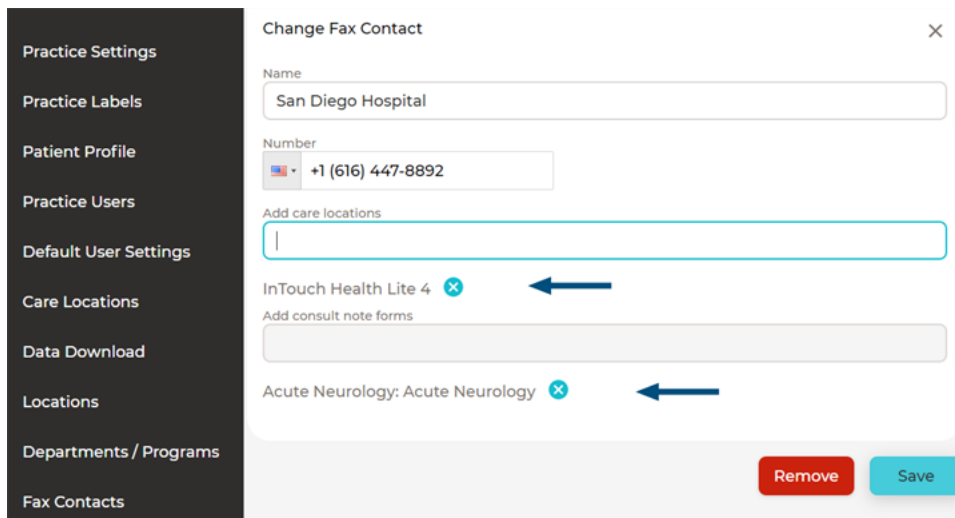 Practice Settings
Practice Labels
Patient Profile
Practice Users
Default User Settings
Care Locations
Data Download
Locations
Departments / Programs
Fax Contacts
Change Fax Contact
Name
San Diego Hospital
Number
+1 (616) 447-8892
Add care locations
InTouch Health Lite 4
Add consult note forms
Acute Neurology: Acute Neurology
Remove
Save